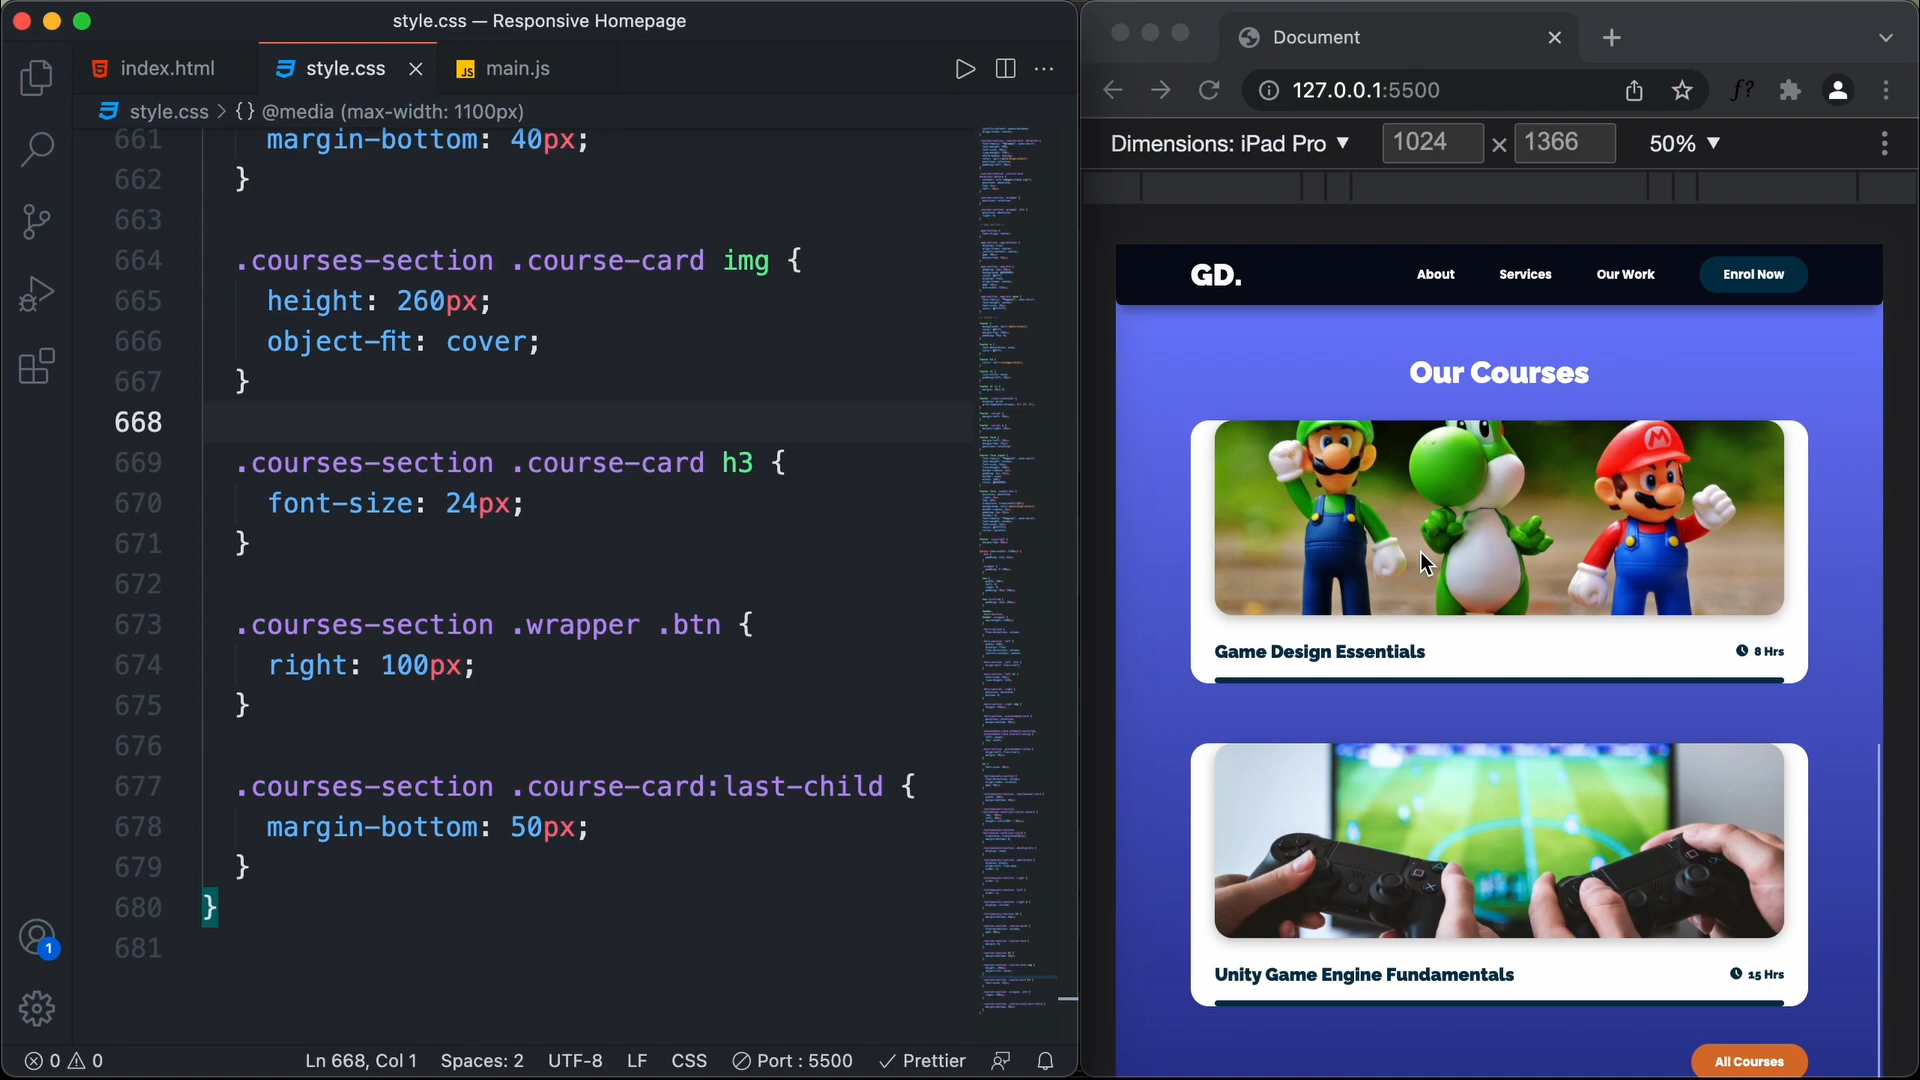 style.css — Responsive Homepage
index.html
style.css
JS main.js
style.css > {} @media (max-width: 1100px)
661 margin-bottom: 40px;
662 }
663
664 .courses-section .course-card img {
665 height: 260px;
666 object-fit: cover;
667 }
668
669 .courses-section .course-card h3 {
670 font-size: 24px;
671 }
672
673 .courses-section .wrapper .btn {
674 right: 100px;
675 }
676
677 .courses-section .course-card:last-child {
678 margin-bottom: 50px;
679 }
680 }
681
1
0 0 Ln 668, Col 1 Spaces: 2 UTF-8 LF CSS Port : 5500 Prettier
Document
127.0.0.1:5500
f?
Dimensions: iPad Pro 1024 × 1366 50%
GD. About Services Our Work Enrol Now
Our Courses
M
Game Design Essentials 8 Hrs
Unity Game Engine Fundamentals 15 Hrs
All Courses